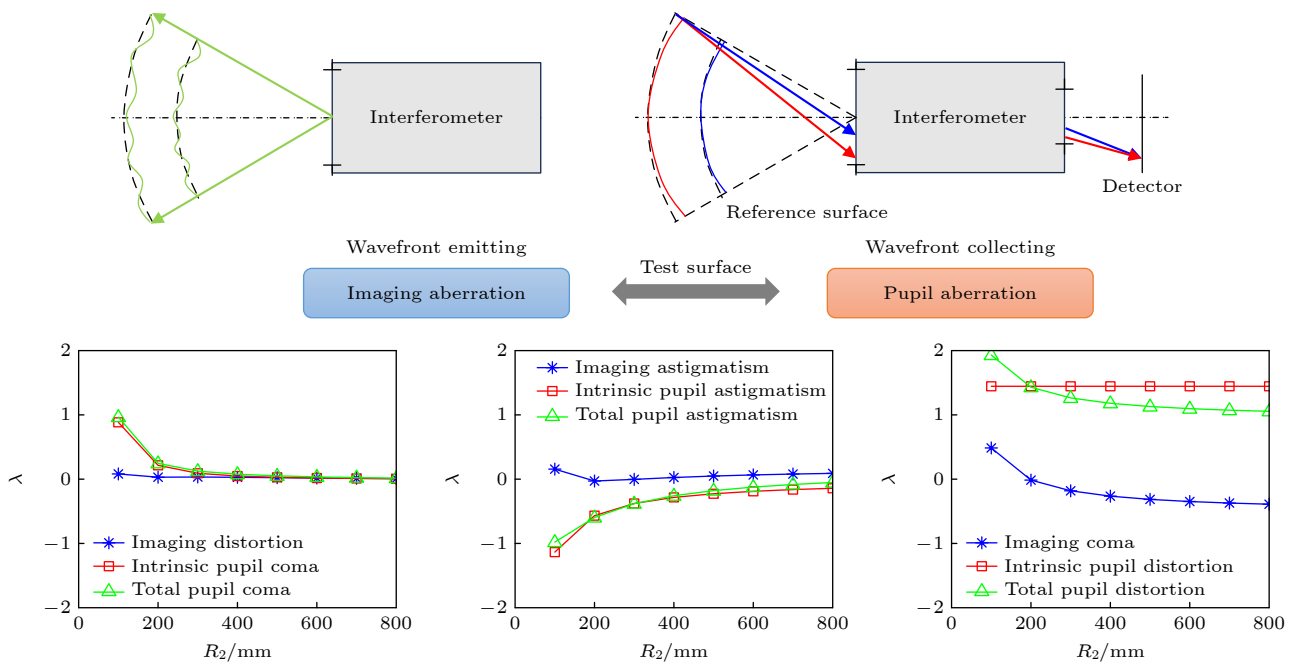 Interferometer
Interferometer
Detector
Reference surface
Wavefront emitting
Wavefront collecting
Test surface
Imaging aberration
Pupil aberration
2
1
0
−1
−2
λ
Imaging distortion
Intrinsic pupil coma
Total pupil coma
0 200 400 600 800
R2/mm
2
1
0
−1
−2
λ
Imaging astigmatism
Intrinsic pupil astigmatism
Total pupil astigmatism
0 200 400 600 800
R2/mm
2
1
0
−1
−2
λ
Imaging coma
Intrinsic pupil distortion
Total pupil distortion
0 200 400 600 800
R2/mm